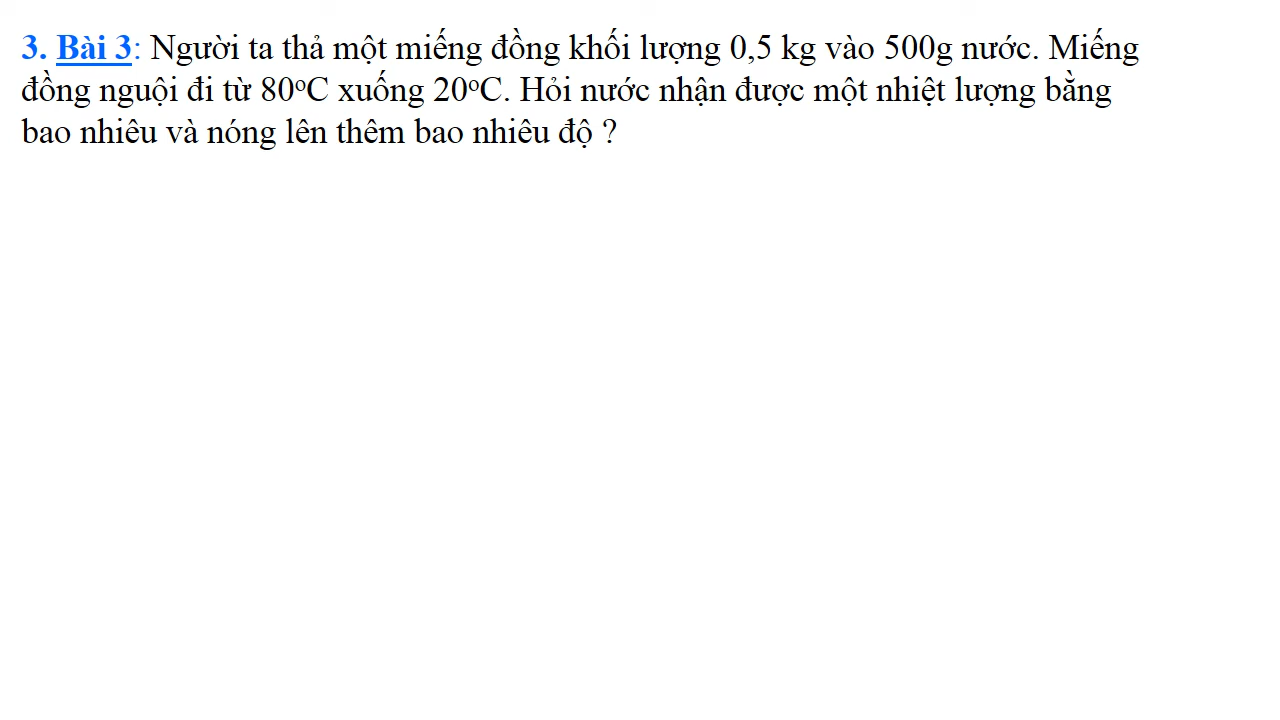 3. Bài 3: Người ta thả một miếng đồng khối lượng 0,5 kg vào 500g nước. Miếng
đồng nguội đi từ 80ºC xuống 20ºC. Hỏi nước nhận được một nhiệt lượng bằng
bao nhiêu và nóng lên thêm bao nhiêu độ ?